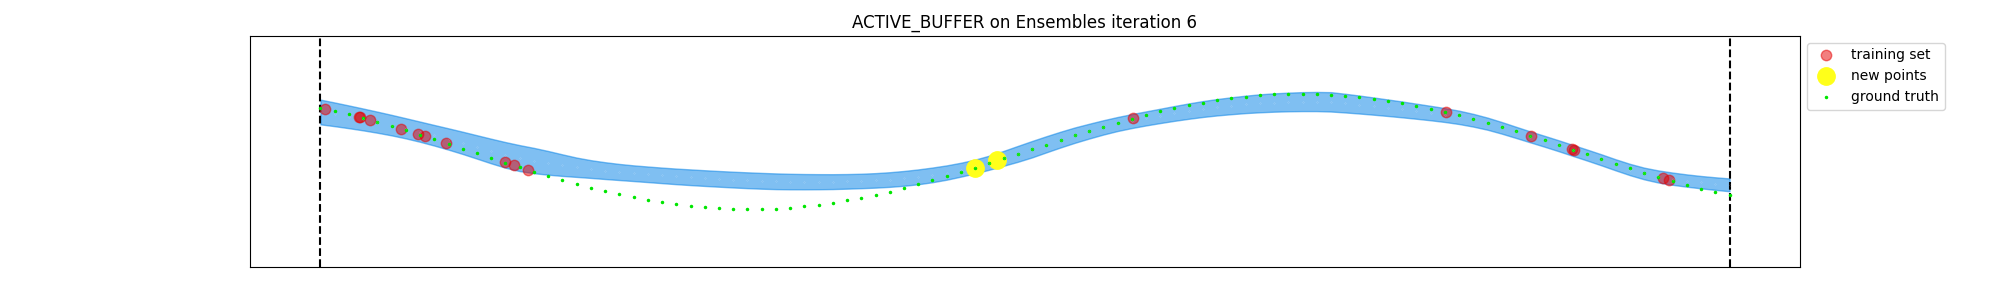 ACTIVE_BUFFER on Ensembles iteration 6
training set
new points
ground truth